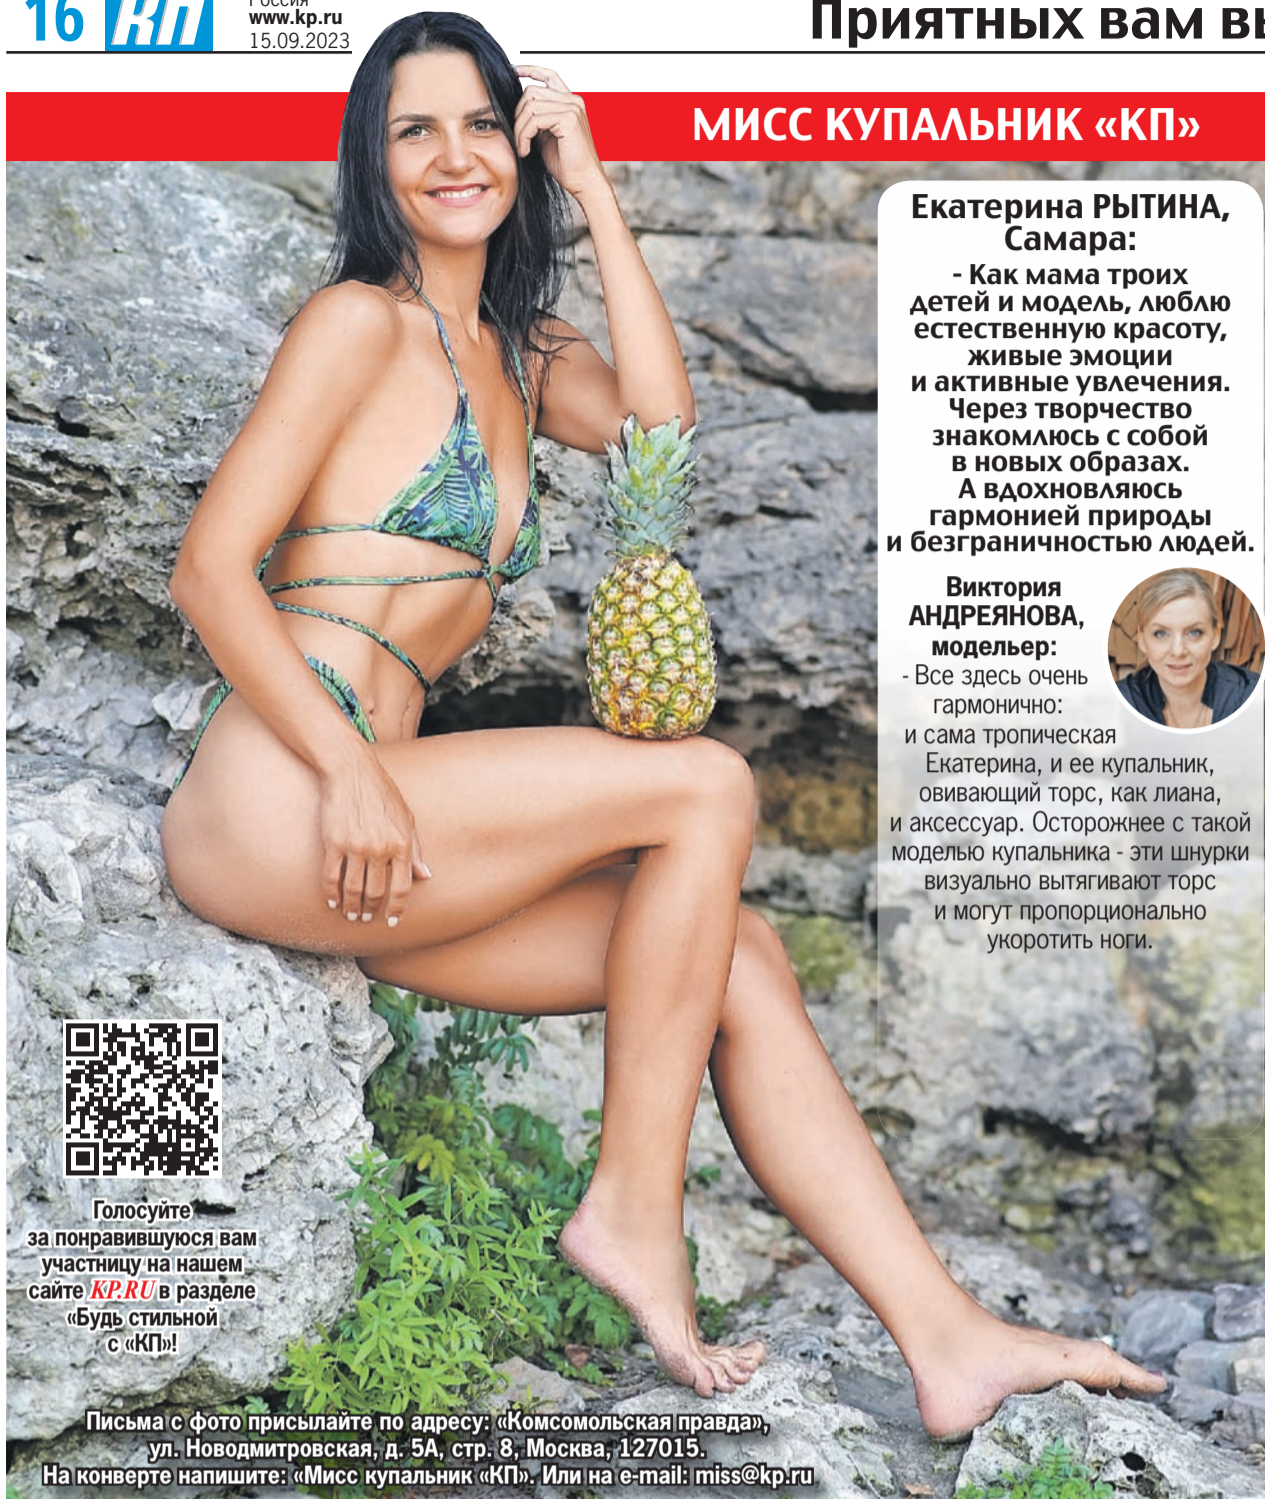 16
КП
Россия
www.kp.ru
15.09.2023
Приятных вам
МИСС КУПАЛЬНИК «КП»
Екатерина РЫТИНА,
Самара:
- Как мама троих
детей и модель, люблю
естественную красоту,
живые эмоции
и активные увлечения.
Через творчество
знакомлюсь с собой
в новых образах.
А вдохновляюсь
гармонией природы
и безграничностью людей.
Виктория
АНДРЕЯНОВА,
модельер:
- Все здесь очень
гармонично:
и сама тропическая
Екатерина, и ее купальник,
овивающий торс, как лиана,
и аксессуар. Осторожнее с такой
моделью купальника - эти шнурки
визуально вытягивают торс
и могут пропорционально
укоротить ноги.
Голосуйте
за понравившуюся вам
участницу на нашем
сайте KP.RU в разделе
«Будь стильной
с «КП»!
Письма с фото присылайте по адресу: «Комсомольская правда»,
ул. Новодмитровская, д. 5А, стр. 8, Москва, 127015.
На конверте напишите: «Мисс купальник «КП». Или на e-mail: miss@kp.ru